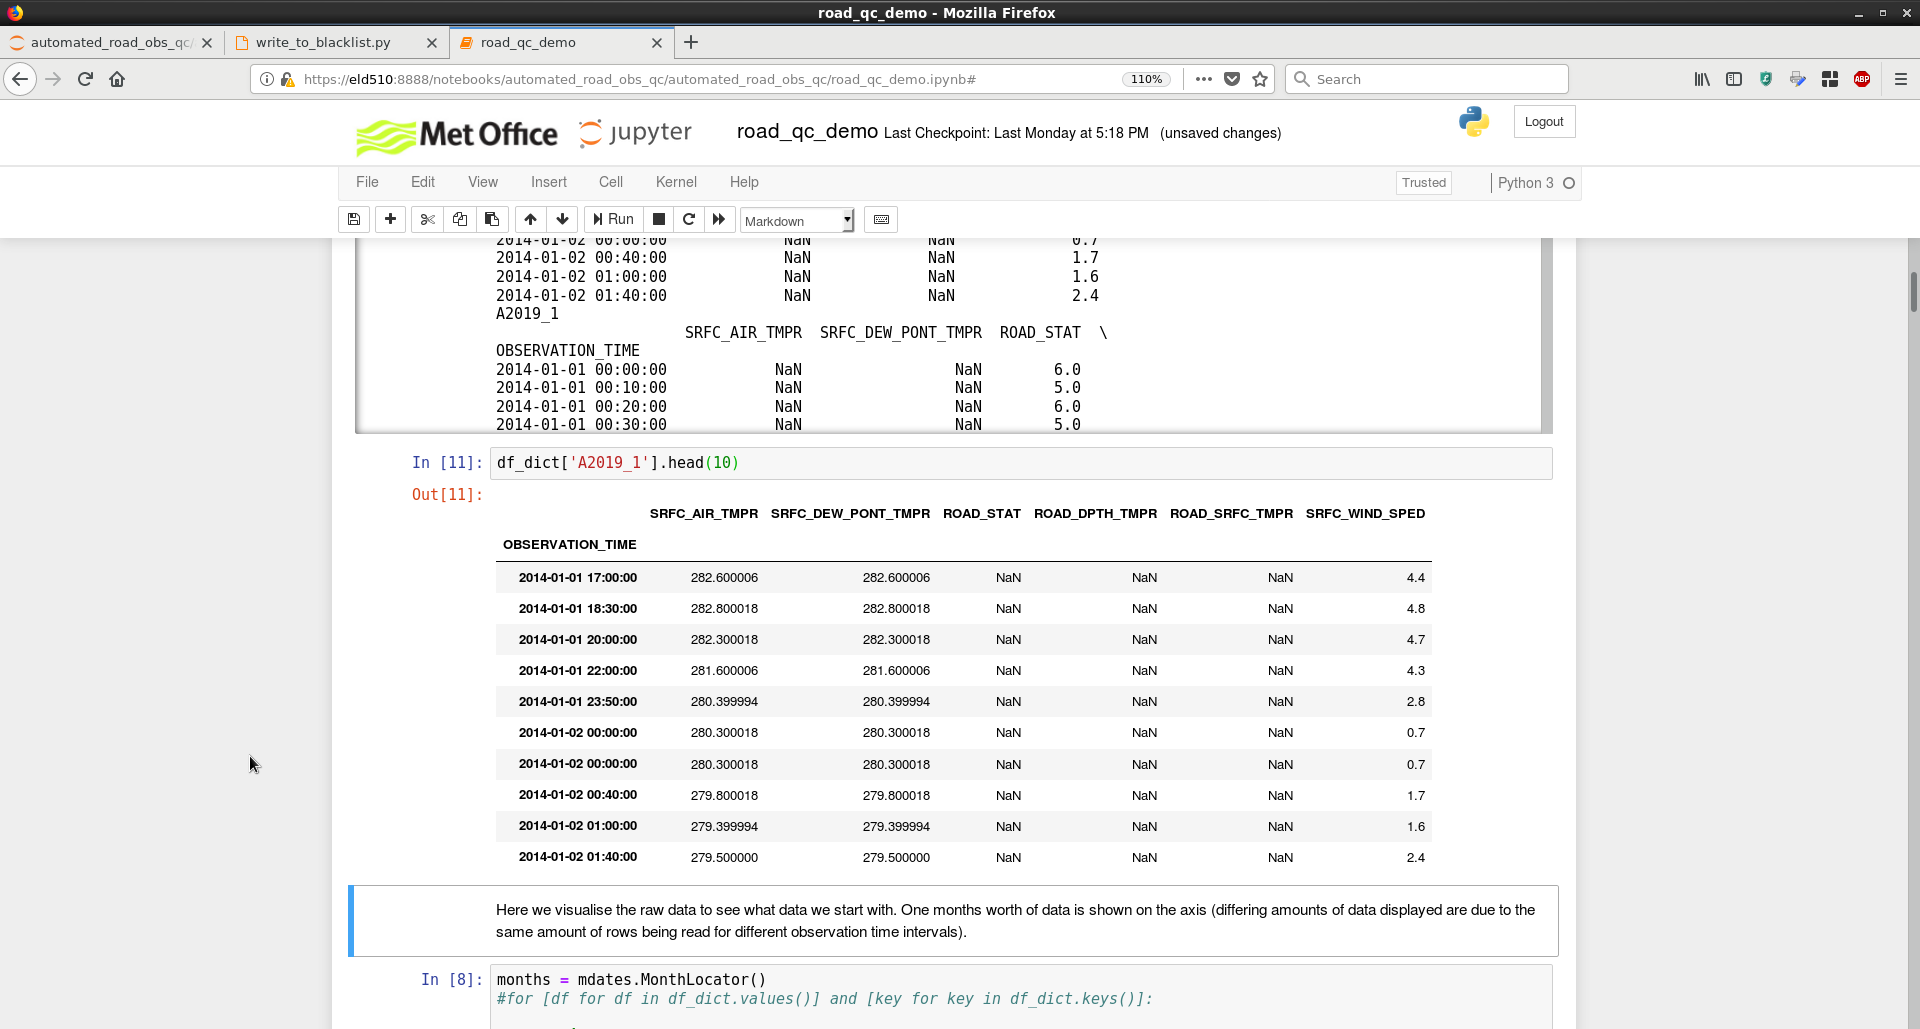 road_qc_demo - Mozilla Firefox
automated_road_obs_qc/
write_to_blacklist.py
road_qc_demo
https://eld510:8888/notebooks/automated_road_obs_qc/automated_road_obs_qc/road_qc_demo.ipynb#
110%
Search
ABP
Met Office
jupyter
road_qc_demo Last Checkpoint: Last Monday at 5:18 PM (unsaved changes)
Logout
File Edit View Insert Cell Kernel Help
Trusted
Python 3
Run
Markdown
2014-01-02 00:00:00 NaN NaN 0.7
2014-01-02 00:40:00 NaN NaN 1.7
2014-01-02 01:00:00 NaN NaN 1.6
2014-01-02 01:40:00 NaN NaN 2.4
A2019_1
SRFC_AIR_TMPR SRFC_DEW_PONT_TMPR ROAD_STAT \
OBSERVATION_TIME
2014-01-01 00:00:00 NaN NaN 6.0
2014-01-01 00:10:00 NaN NaN 5.0
2014-01-01 00:20:00 NaN NaN 6.0
2014-01-01 00:30:00 NaN NaN 5.0
In [11]: df_dict['A2019_1'].head(10)
Out[11]:
SRFC_AIR_TMPR SRFC_DEW_PONT_TMPR ROAD_STAT ROAD_DPTH_TMPR ROAD_SRFC_TMPR SRFC_WIND_SPED
OBSERVATION_TIME
2014-01-01 17:00:00 282.600006 282.600006 NaN NaN NaN 4.4
2014-01-01 18:30:00 282.800018 282.800018 NaN NaN NaN 4.8
2014-01-01 20:00:00 282.300018 282.300018 NaN NaN NaN 4.7
2014-01-01 22:00:00 281.600006 281.600006 NaN NaN NaN 4.3
2014-01-01 23:50:00 280.399994 280.399994 NaN NaN NaN 2.8
2014-01-02 00:00:00 280.300018 280.300018 NaN NaN NaN 0.7
2014-01-02 00:00:00 280.300018 280.300018 NaN NaN NaN 0.7
2014-01-02 00:40:00 279.800018 279.800018 NaN NaN NaN 1.7
2014-01-02 01:00:00 279.399994 279.399994 NaN NaN NaN 1.6
2014-01-02 01:40:00 279.500000 279.500000 NaN NaN NaN 2.4
Here we visualise the raw data to see what data we start with. One months worth of data is shown on the axis (differing amounts of data displayed are due to the
same amount of rows being read for different observation time intervals).
In [8]: months = mdates.MonthLocator()
#for [df for df in df_dict.values()] and [key for key in df_dict.keys()]: